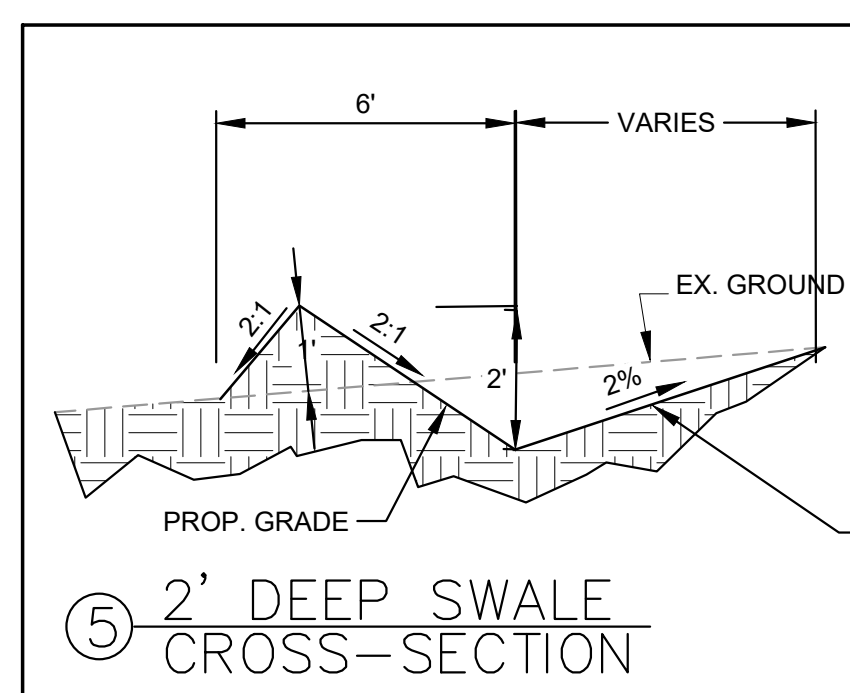 6'
VARIES
EX. GROUND
2:1
2:1
1'
2'
2%
PROP. GRADE
5
2' DEEP SWALE
CROSS-SECTION